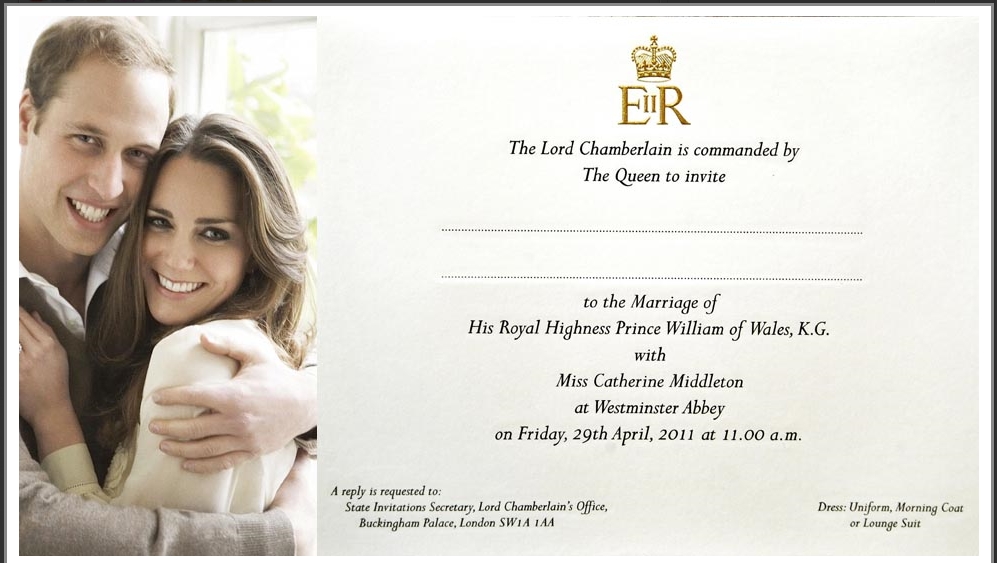 EIIR
The Lord Chamberlain is commanded by
The Queen to invite
to the Marriage of
His Royal Highness Prince William of Wales, K.G.
with
Miss Catherine Middleton
at Westminster Abbey
on Friday, 29th April, 2011 at 11.00 a.m.
A reply is requested to:
State Invitations Secretary, Lord Chamberlain's Office,
Buckingham Palace, London SW1A 1AA
Dress: Uniform, Morning Coat
or Lounge Suit